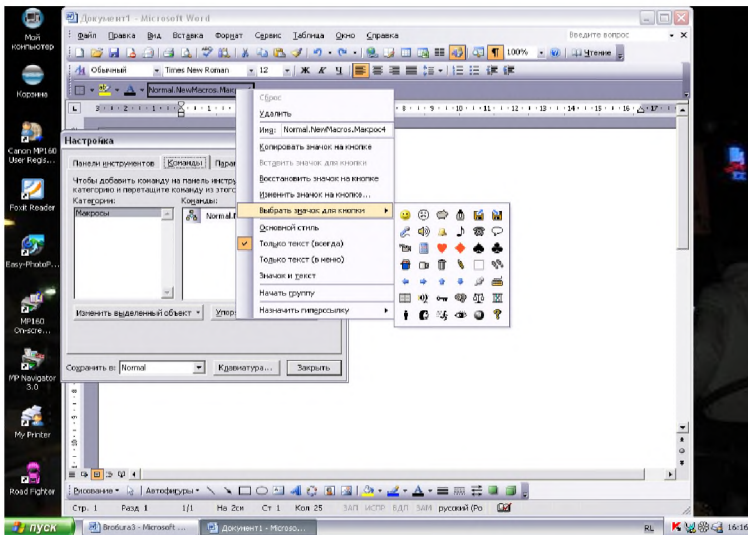 Документ1 - Microsoft Word
Файл Правка Вид Вставка Формат Сервис Таблица Окно Справка
Введите вопрос
100%
Чтение
Обычный
Times New Roman
12
Ж К Ч
Normal.NewMacros.Макрос
Мой компьютер
Корзина
Canon MP160 User Regis...
Foxit Reader
Easy-PhotoP...
MP160 On-scre...
MP Navigator 3.0
My Printer
Road Fighter
Настройка
Панели инструментов
Команды
Парам
Чтобы добавить команду на панель инстру
категорию и перетащите команду из этого
Категории:
Команды:
Макросы
Normal.
Изменить выделенный объект
Упор
Сохранить в:
Normal
Клавиатура...
Закрыть
Сброс
Удалить
Имя: Normal.NewMacros.Макрос4
Копировать значок на кнопке
Вставить значок для кнопки
Восстановить значок на кнопке
Изменить значок на кнопке...
Выбрать значок для кнопки
Основной стиль
Только текст (всегда)
Только текст (в меню)
Значок и текст
Начать группу
Назначить гиперссылку
Рисование
Автофигуры
Стр. 1 Разд 1 1/1 На 2см Ст 1 Кол 25 ЗАП ИСПР ВДЛ ЗАМ русский (Ро
пуск
Brobura3 - Microsoft ...
Документ1 - Microso...
RL
16:16